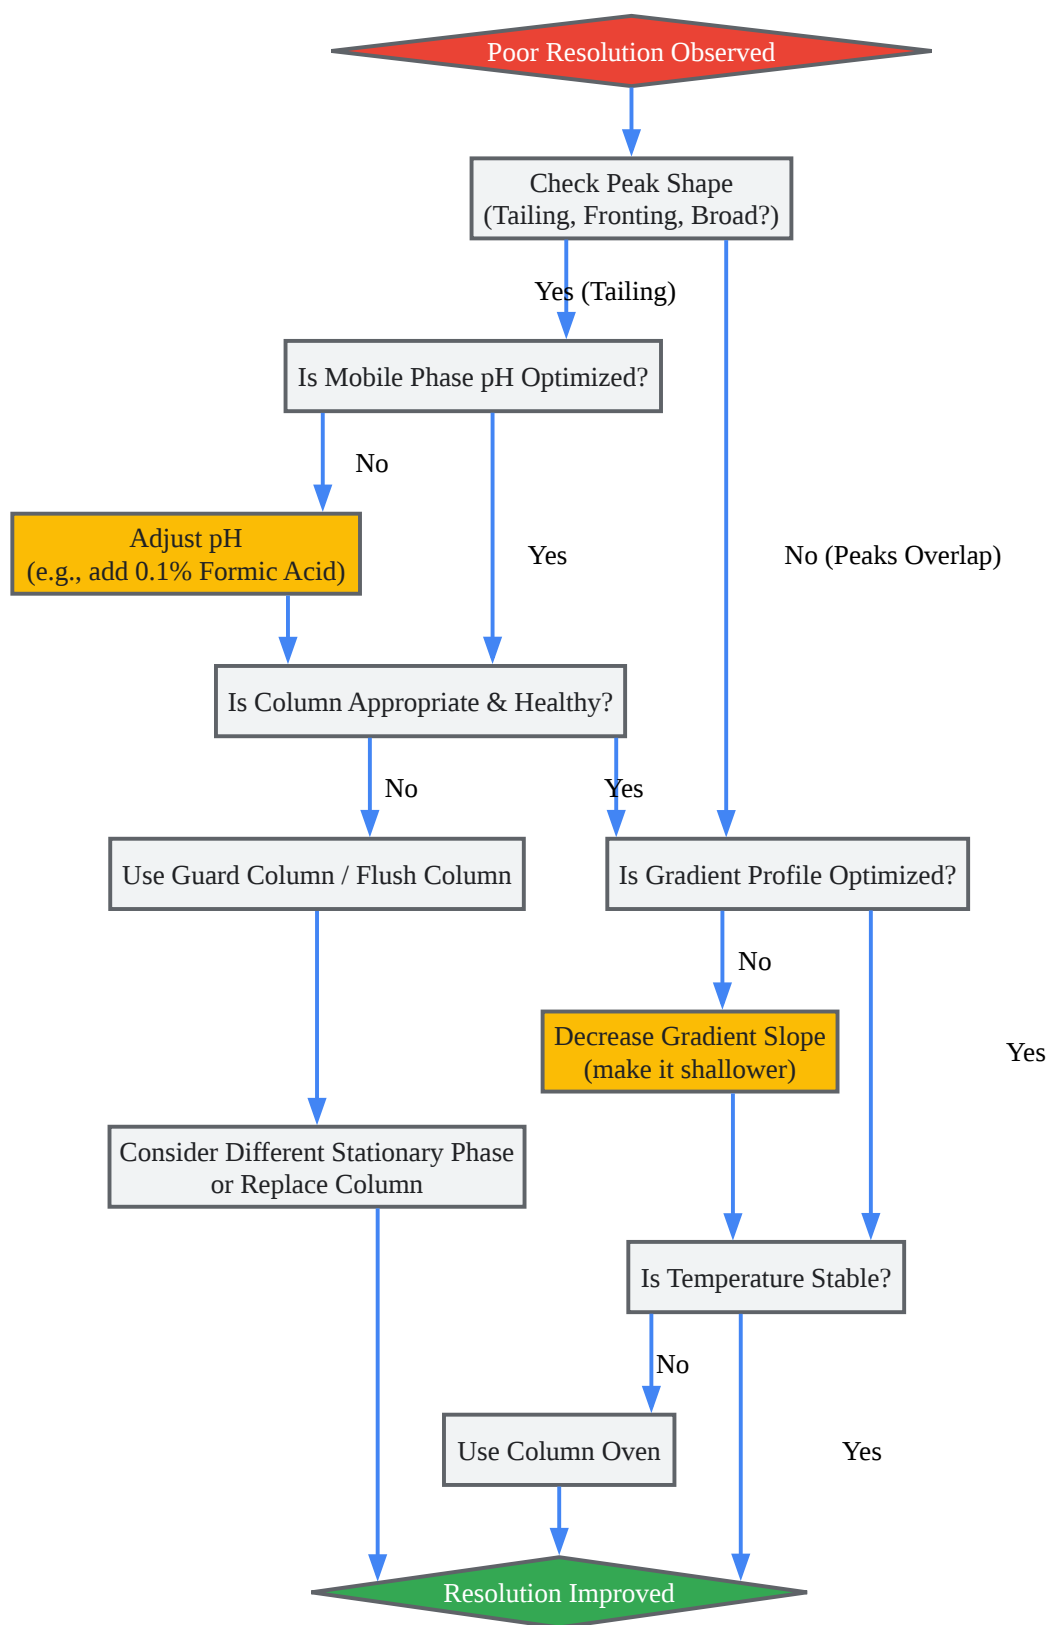 Poor Resolution Observed
Check Peak Shape
(Tailing, Fronting, Broad?)
Yes (Tailing)
Is Mobile Phase pH Optimized?
No
Adjust pH
(e.g., add 0.1% Formic Acid)
Yes
No (Peaks Overlap)
Is Column Appropriate & Healthy?
No
Yes
Use Guard Column / Flush Column
Is Gradient Profile Optimized?
No
Decrease Gradient Slope
(make it shallower)
Yes
Consider Different Stationary Phase
or Replace Column
Is Temperature Stable?
No
Use Column Oven
Yes
Resolution Improved